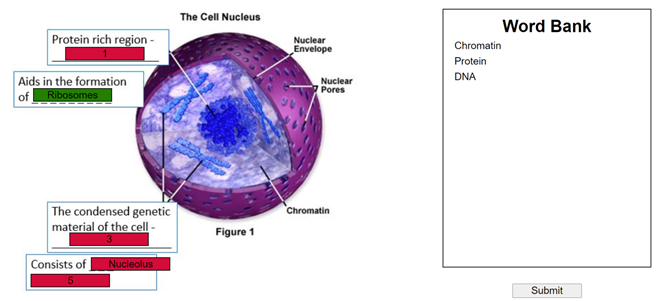 The Cell Nucleus
Protein rich region -
1
Aids in the formation
of Ribosomes
Nuclear
Envelope
Nuclear
Pores
The condensed genetic
material of the cell -
3
Chromatin
Figure 1
Consists of Nucleolus
5
Word Bank
Chromatin
Protein
DNA
Submit